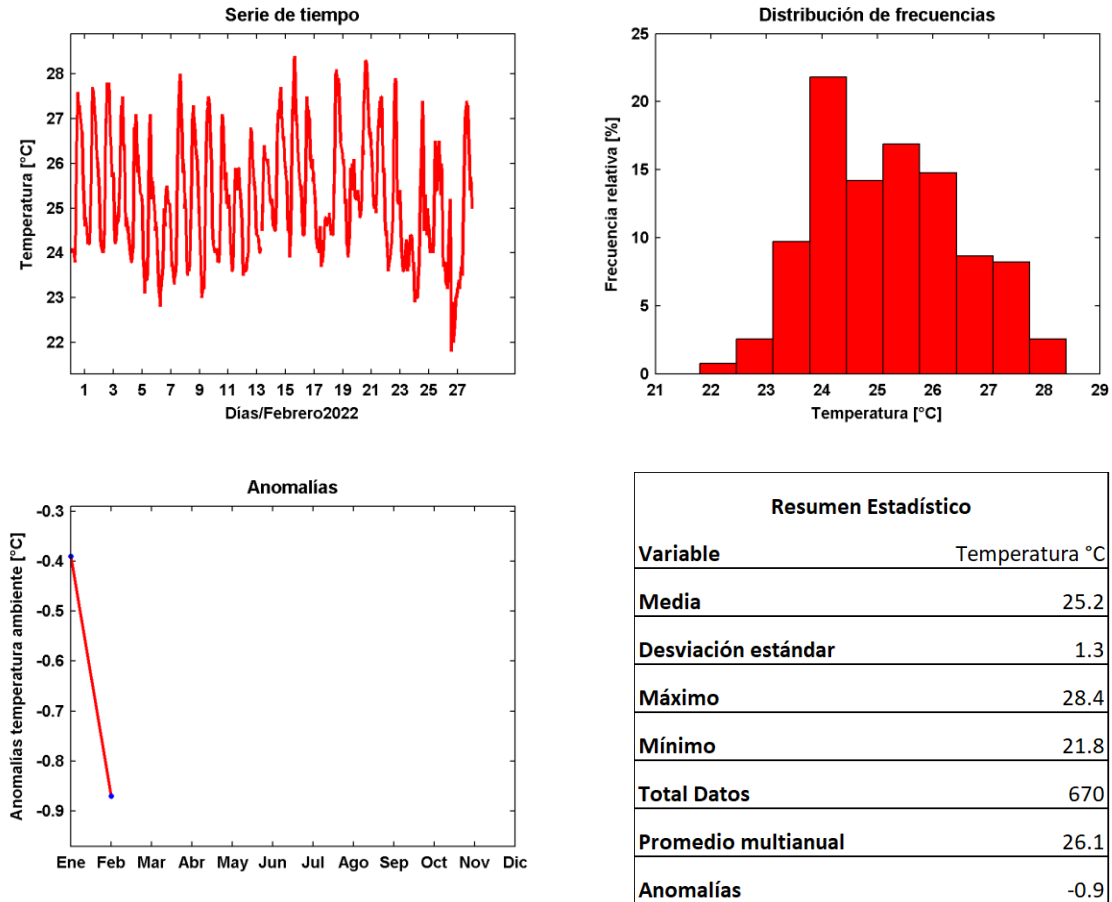 Serie de tiempo
Temperatura [°C]
28
27
26
25
24
23
22
1 3 5 7 9 11 13 15 17 19 21 23 25 27
Días/Febrero2022
Distribución de frecuencias
Frecuencia relativa [%]
25
20
15
10
5
0
21 22 23 24 25 26 27 28 29
Temperatura [°C]
Anomalías
Anomalías temperatura ambiente [°C]
-0.3
-0.4
-0.5
-0.6
-0.7
-0.8
-0.9
Ene Feb Mar Abr May Jun Jul Ago Sep Oct Nov Dic
Resumen Estadístico
Variable Temperatura °C
Media 25.2
Desviación estándar 1.3
Máximo 28.4
Mínimo 21.8
Total Datos 670
Promedio multianual 26.1
Anomalías -0.9